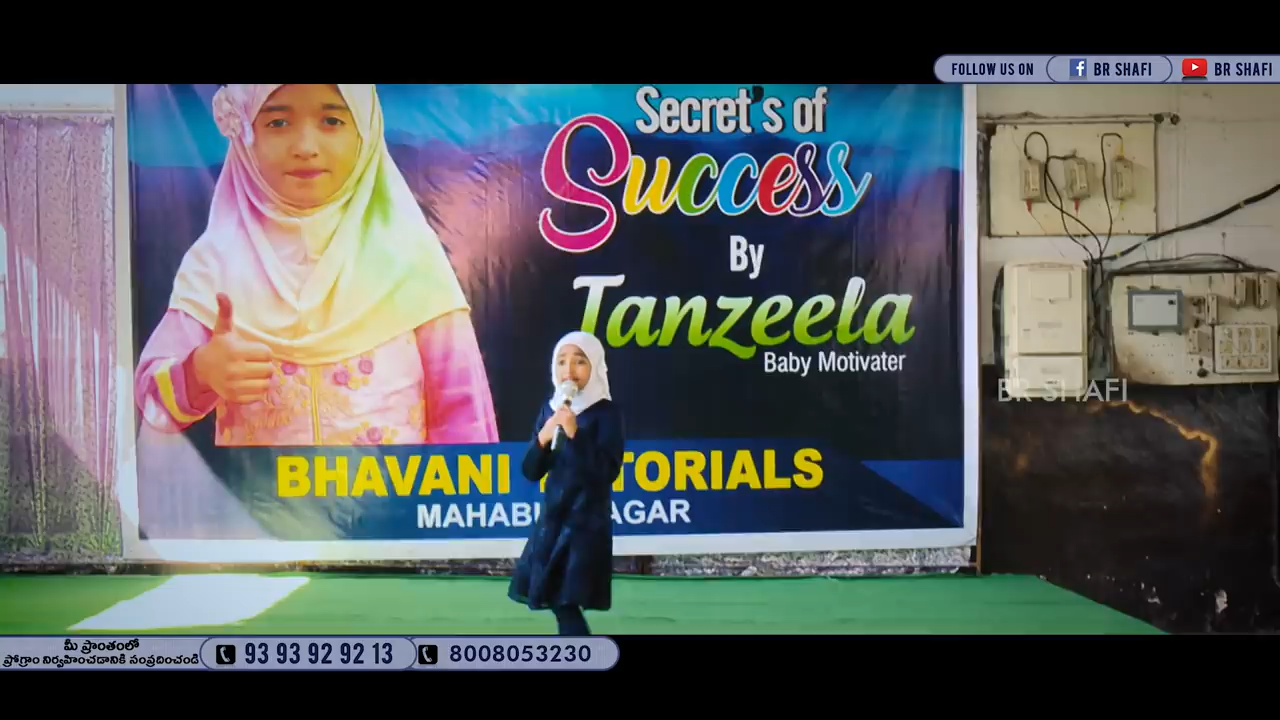 FOLLOW US ON
BR SHAFI
BR SHAFI
Secret's of
Success
By
Tanzeela
Baby Motivater
BR SHAFI
BHAVANI TORIALS
MAHAB AGAR
మీ ప్రాంతంలో
ప్రోగ్రాం నిర్వహించడానికి సంప్రదించండి
93 93 92 92 13
8008053230